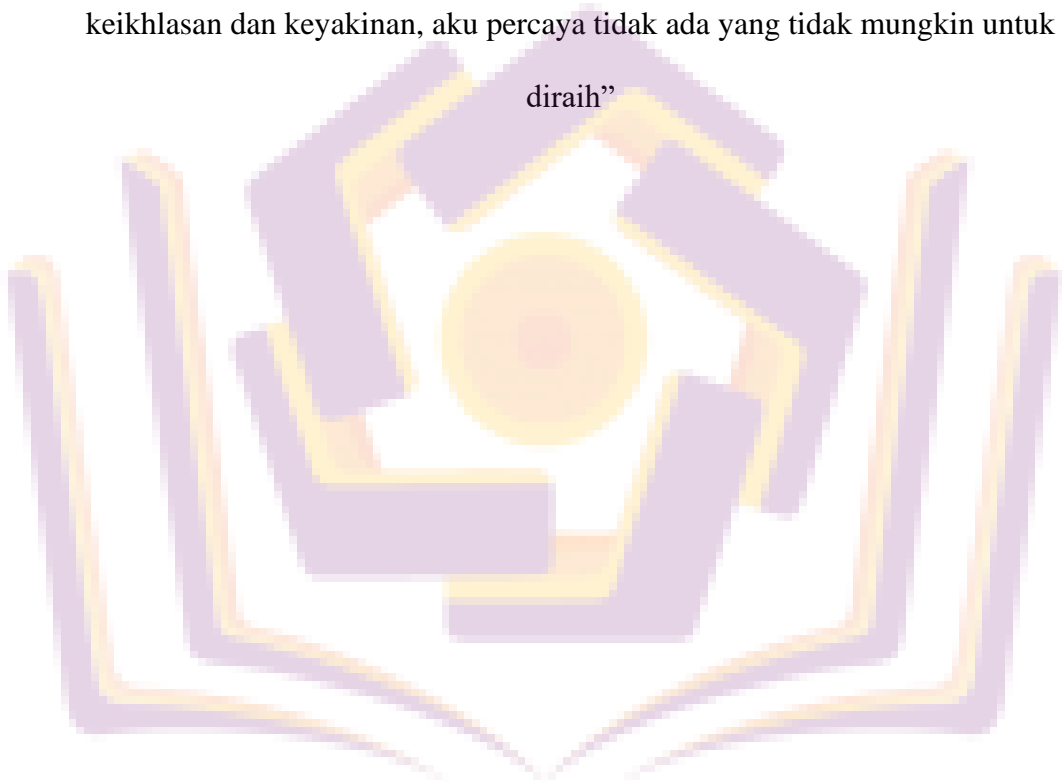 keikhlasan dan keyakinan, aku percaya tidak ada yang tidak mungkin untuk
diraih”